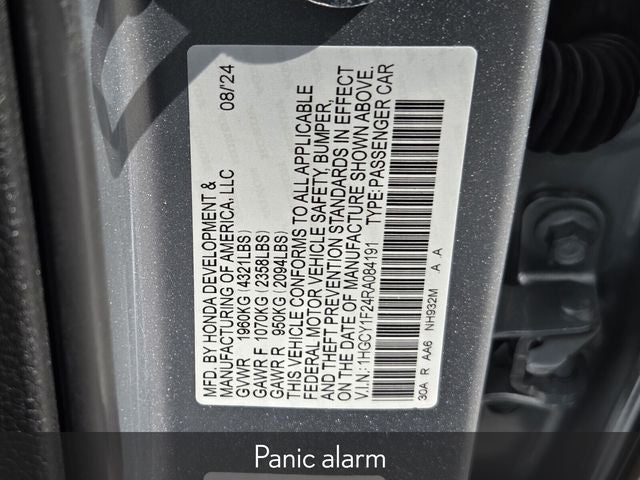 MFD. BY HONDA DEVELOPMENT & 08/'24
MANUFACTURING OF AMERICA, LLC
GVWR 1960KG (4321LBS)
GAWR F 1070KG (2358LBS)
GAWR R 950KG (2094LBS)
THIS VEHICLE CONFORMS TO ALL APPLICABLE
FEDERAL MOTOR VEHICLE SAFETY, BUMPER,
AND THEFT PREVENTION STANDARDS IN EFFECT
ON THE DATE OF MANUFACTURE SHOWN ABOVE.
V.I.N: 1HGCY1F24RA084191 TYPE:PASSENGER CAR
30A R AA6 NH932M A A
Panic alarm